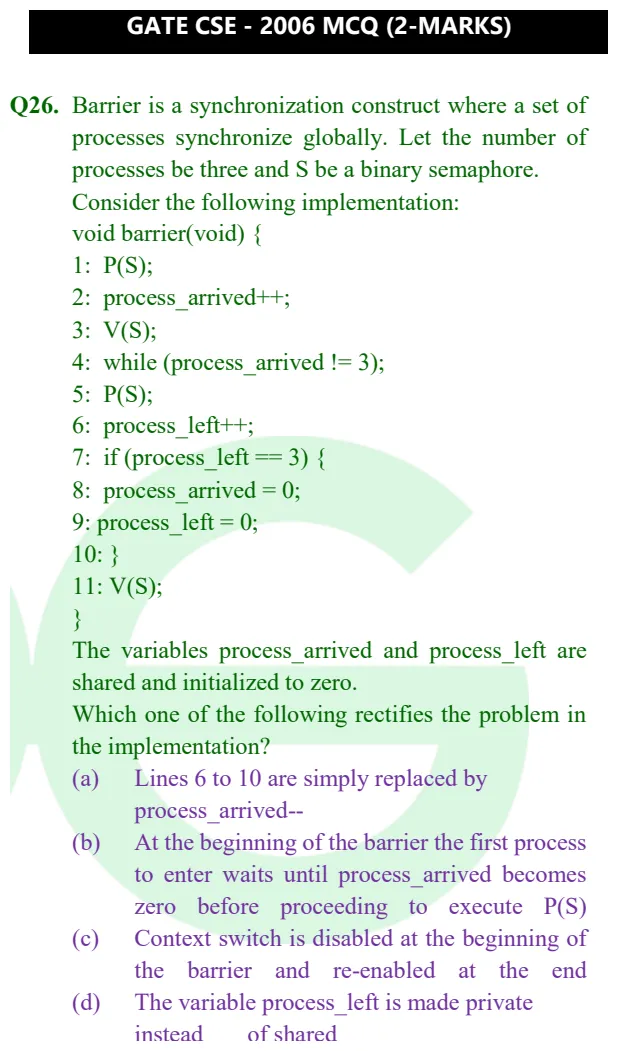 GATE CSE - 2006 MCQ (2-MARKS)
Q26. Barrier is a synchronization construct where a set of
processes synchronize globally. Let the number of
processes be three and S be a binary semaphore.
Consider the following implementation:
void barrier(void) {
1: P(S);
2: process_arrived++;
3: V(S);
4: while (process_arrived != 3);
5: P(S);
6: process_left++;
7: if (process_left == 3) {
8: process_arrived = 0;
9: process_left = 0;
10: }
11: V(S);
}
The variables process_arrived and process_left are
shared and initialized to zero.
Which one of the following rectifies the problem in
the implementation?
(a) Lines 6 to 10 are simply replaced by
process_arrived--
(b) At the beginning of the barrier the first process
to enter waits until process_arrived becomes
zero before proceeding to execute P(S)
(c) Context switch is disabled at the beginning of
the barrier and re-enabled at the end
(d) The variable process_left is made private
instead of shared